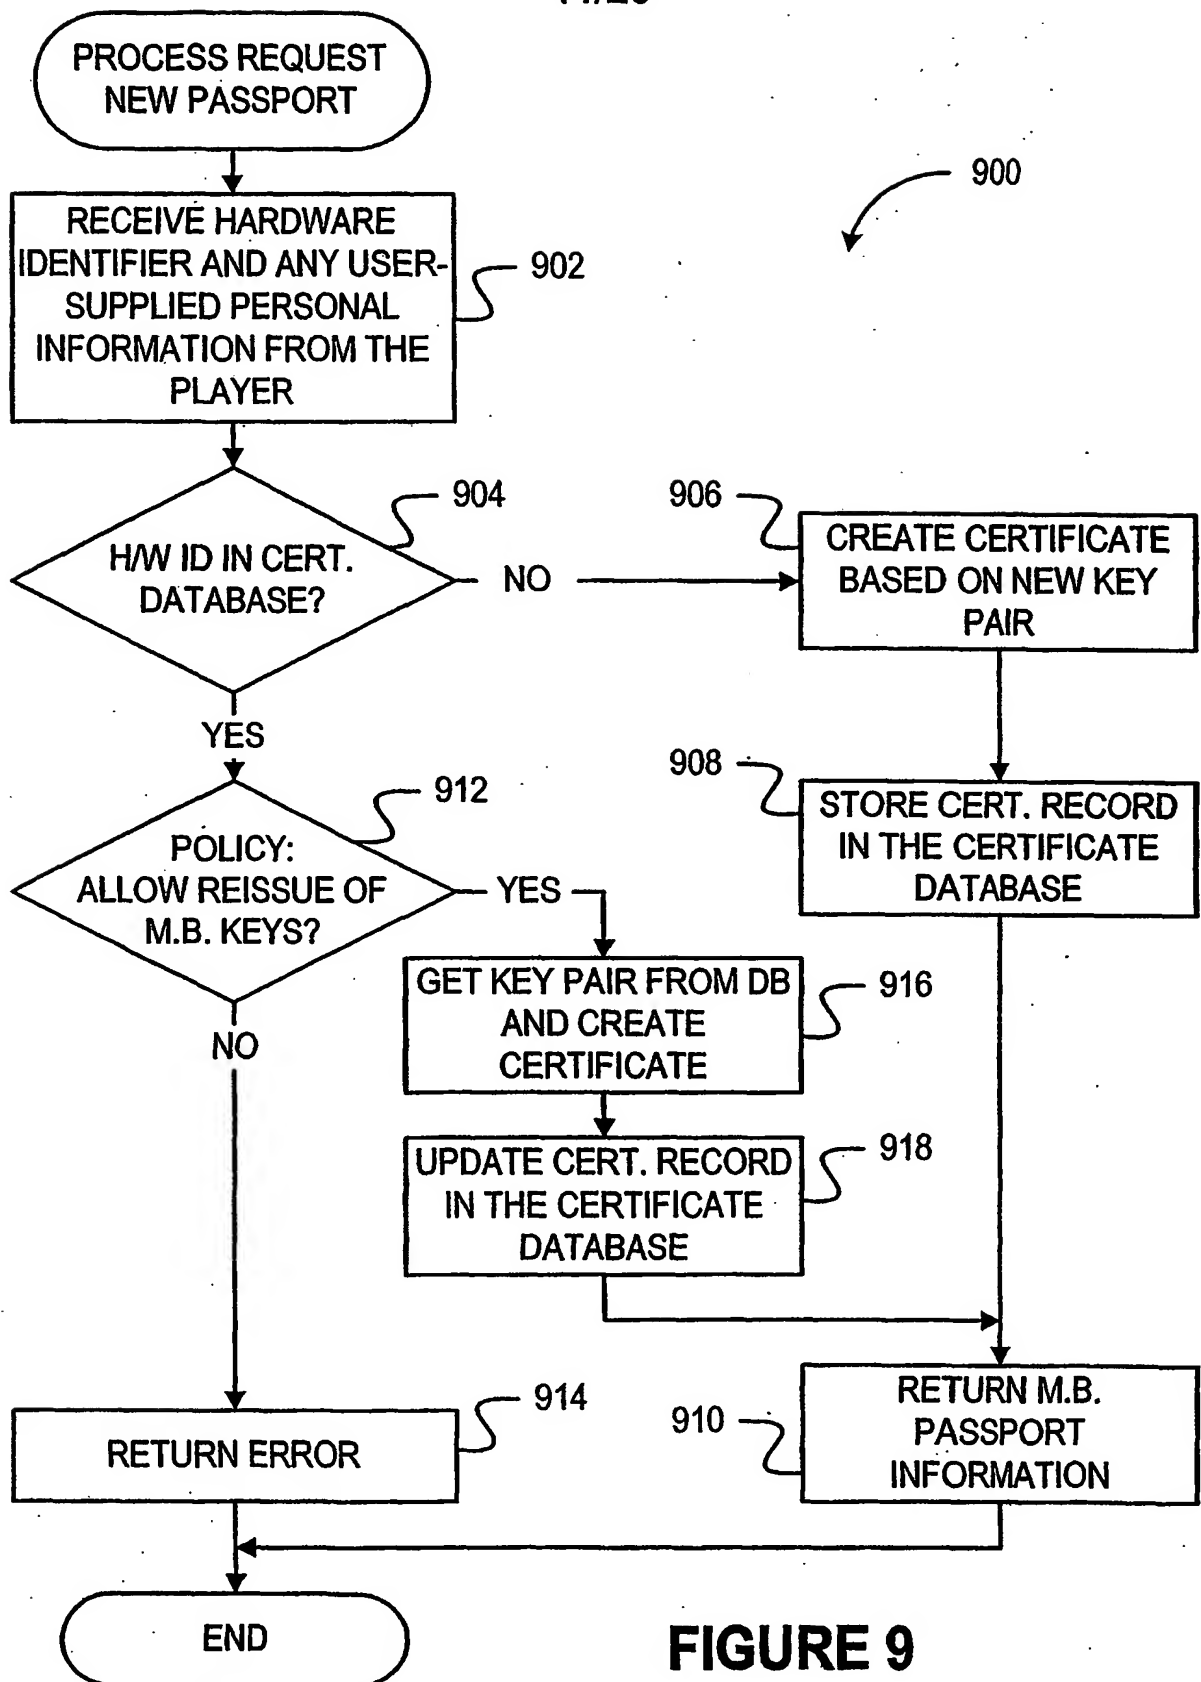 PROCESS REQUEST
NEW PASSPORT
900
RECEIVE HARDWARE
IDENTIFIER AND ANY USER-
SUPPLIED PERSONAL
INFORMATION FROM THE
PLAYER
902
904
906
H/W ID IN CERT.
DATABASE?
NO
CREATE CERTIFICATE
BASED ON NEW KEY
PAIR
YES
908
912
STORE CERT. RECORD
IN THE CERTIFICATE
DATABASE
POLICY:
ALLOW REISSUE OF
M.B. KEYS?
YES
NO
GET KEY PAIR FROM DB
AND CREATE
CERTIFICATE
916
UPDATE CERT. RECORD
IN THE CERTIFICATE
DATABASE
918
RETURN ERROR
914
910
RETURN M.B.
PASSPORT
INFORMATION
END
FIGURE 9